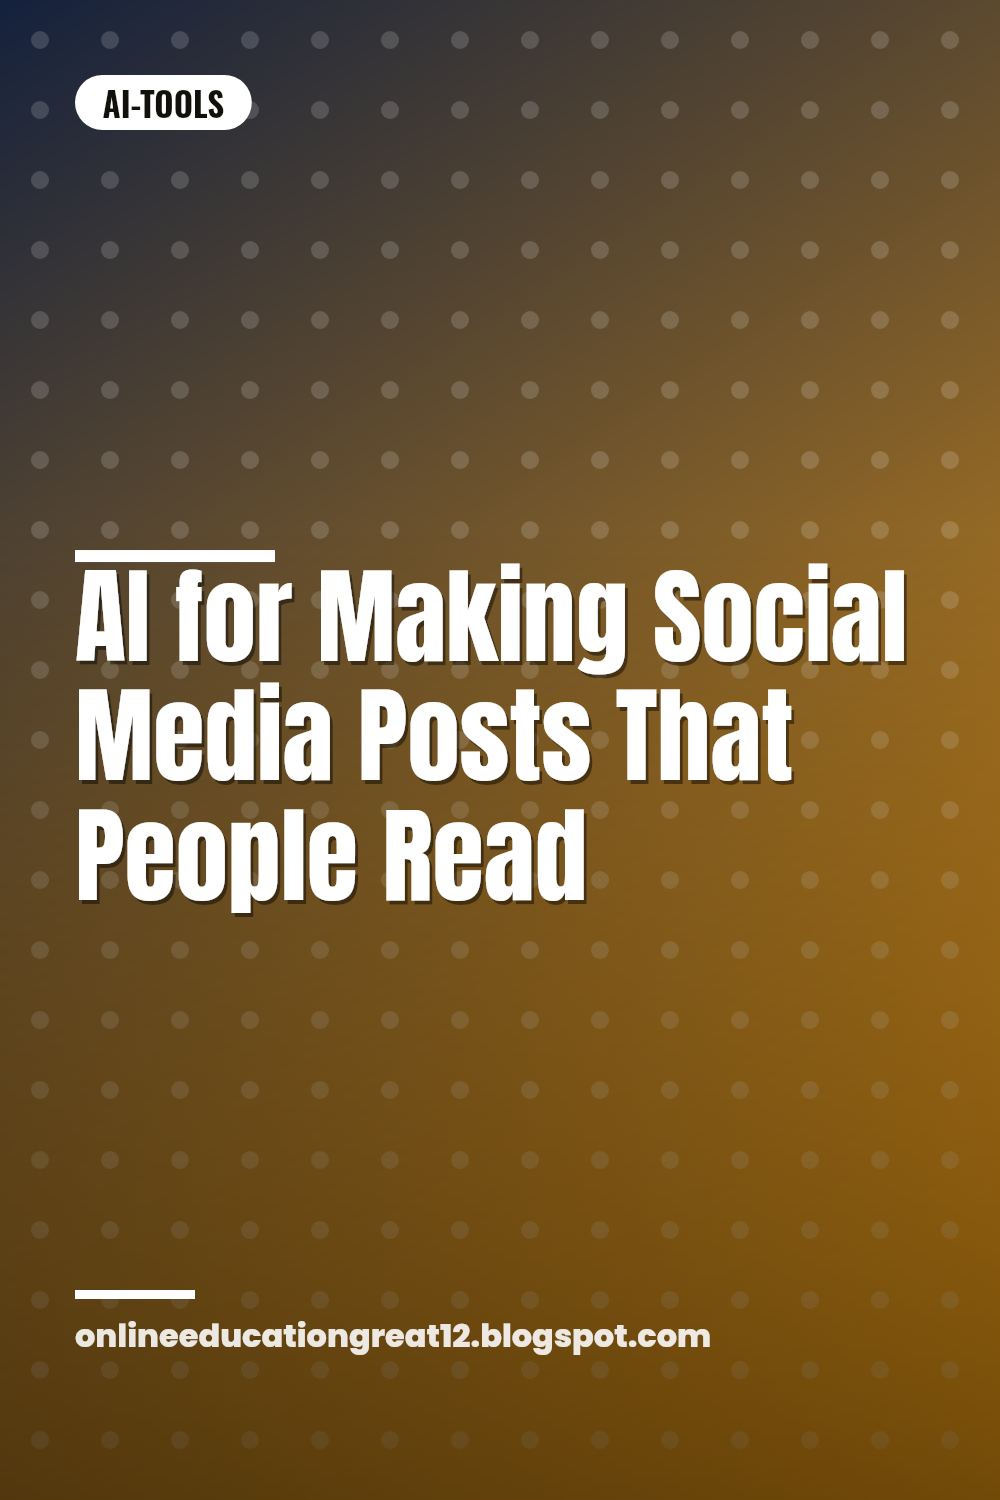 AI-TOOLS
AI for Making Social
Media Posts That
People Read
onlineeducationgreat12.blogspot.com